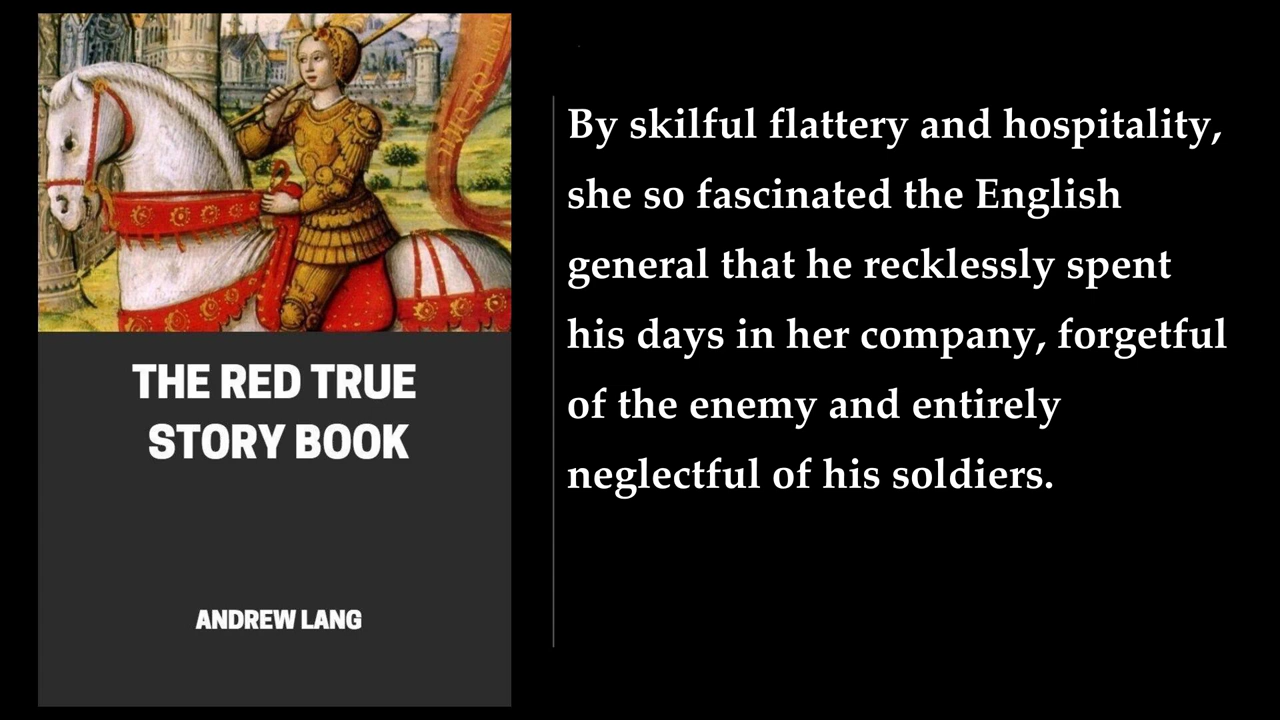 THE RED TRUE
STORY BOOK
ANDREW LANG
By skilful flattery and hospitality,
she so fascinated the English
general that he recklessly spent
his days in her company, forgetful
of the enemy and entirely
neglectful of his soldiers.